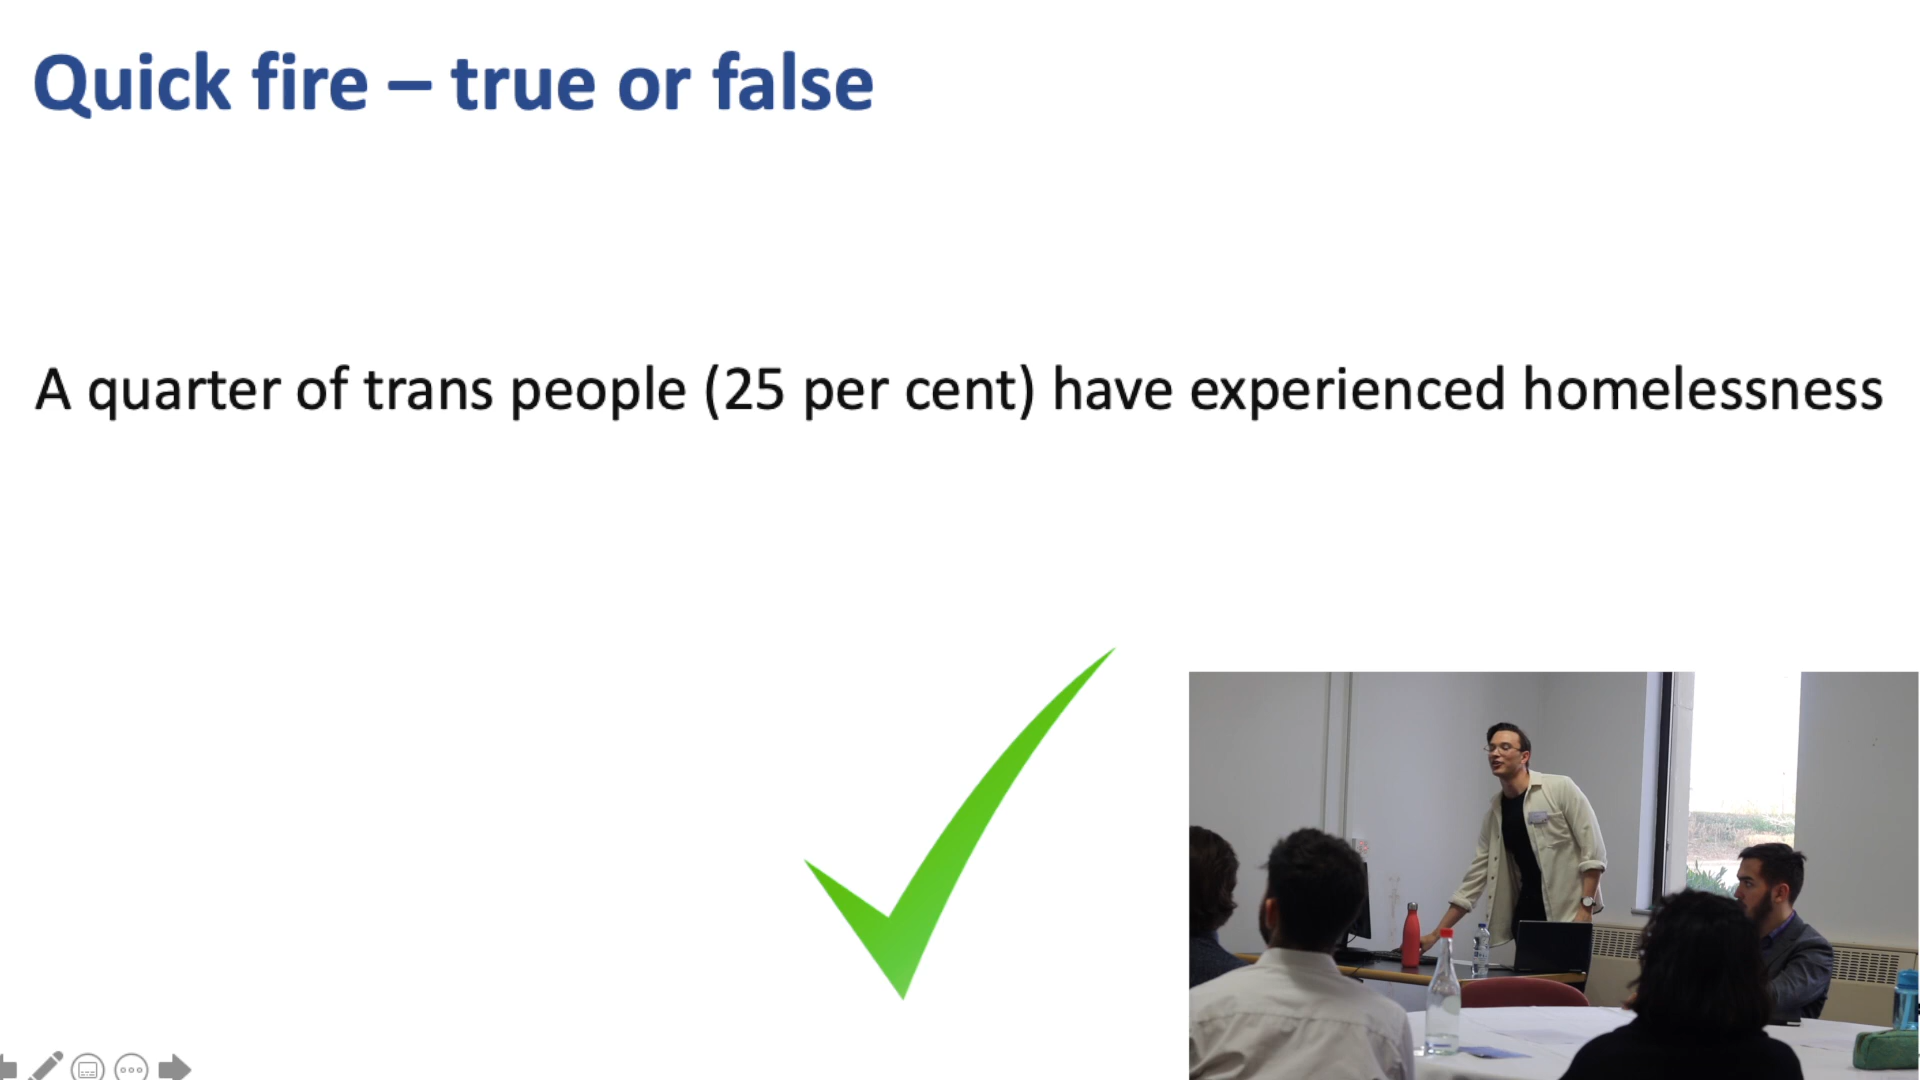 Quick fire – true or false
A quarter of trans people (25 per cent) have experienced homelessness